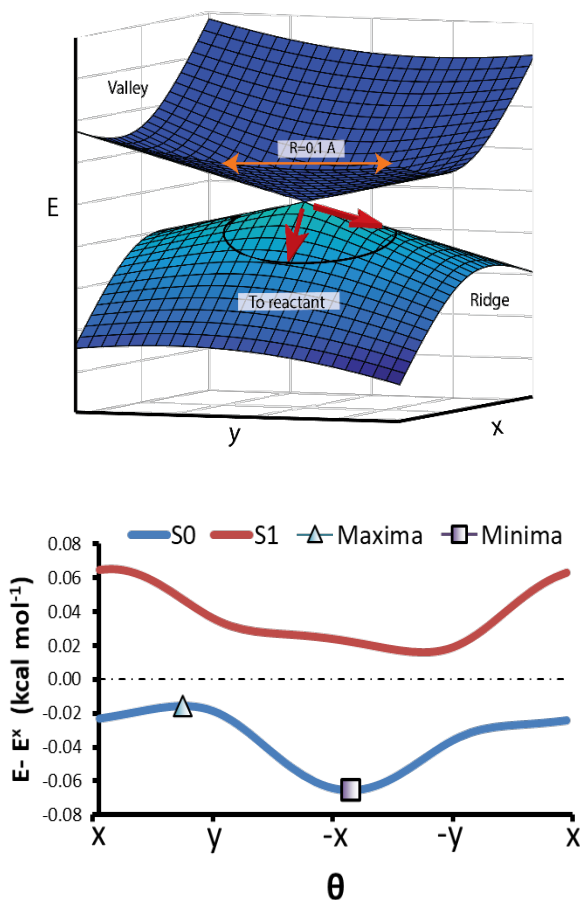 Valley
R=0.1 A
E
To reactant
Ridge
y
x
S0 S1 Maxima Minima
0.08
0.06
0.04
0.02
0.00
-0.02
-0.04
-0.06
-0.08
E- Eˣ (kcal mol⁻¹)
x y -x -y x
θ